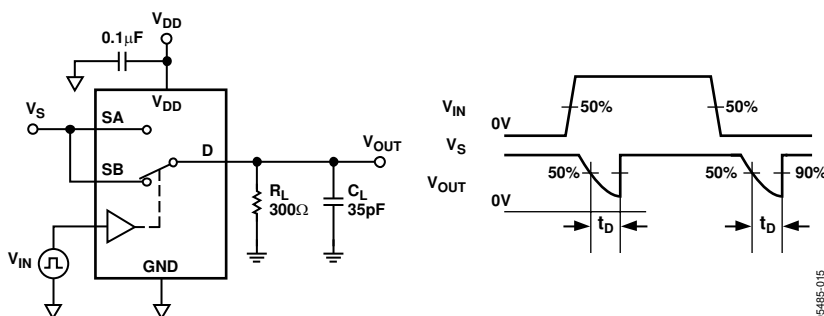 VDD
0.1µF
VDD
VS
SA
SB
D
VOUT
RL
300Ω
CL
35pF
VIN
GND
VIN
0V
50%
50%
VS
VOUT
50%
50%
90%
0V
tD
tD
05485-015